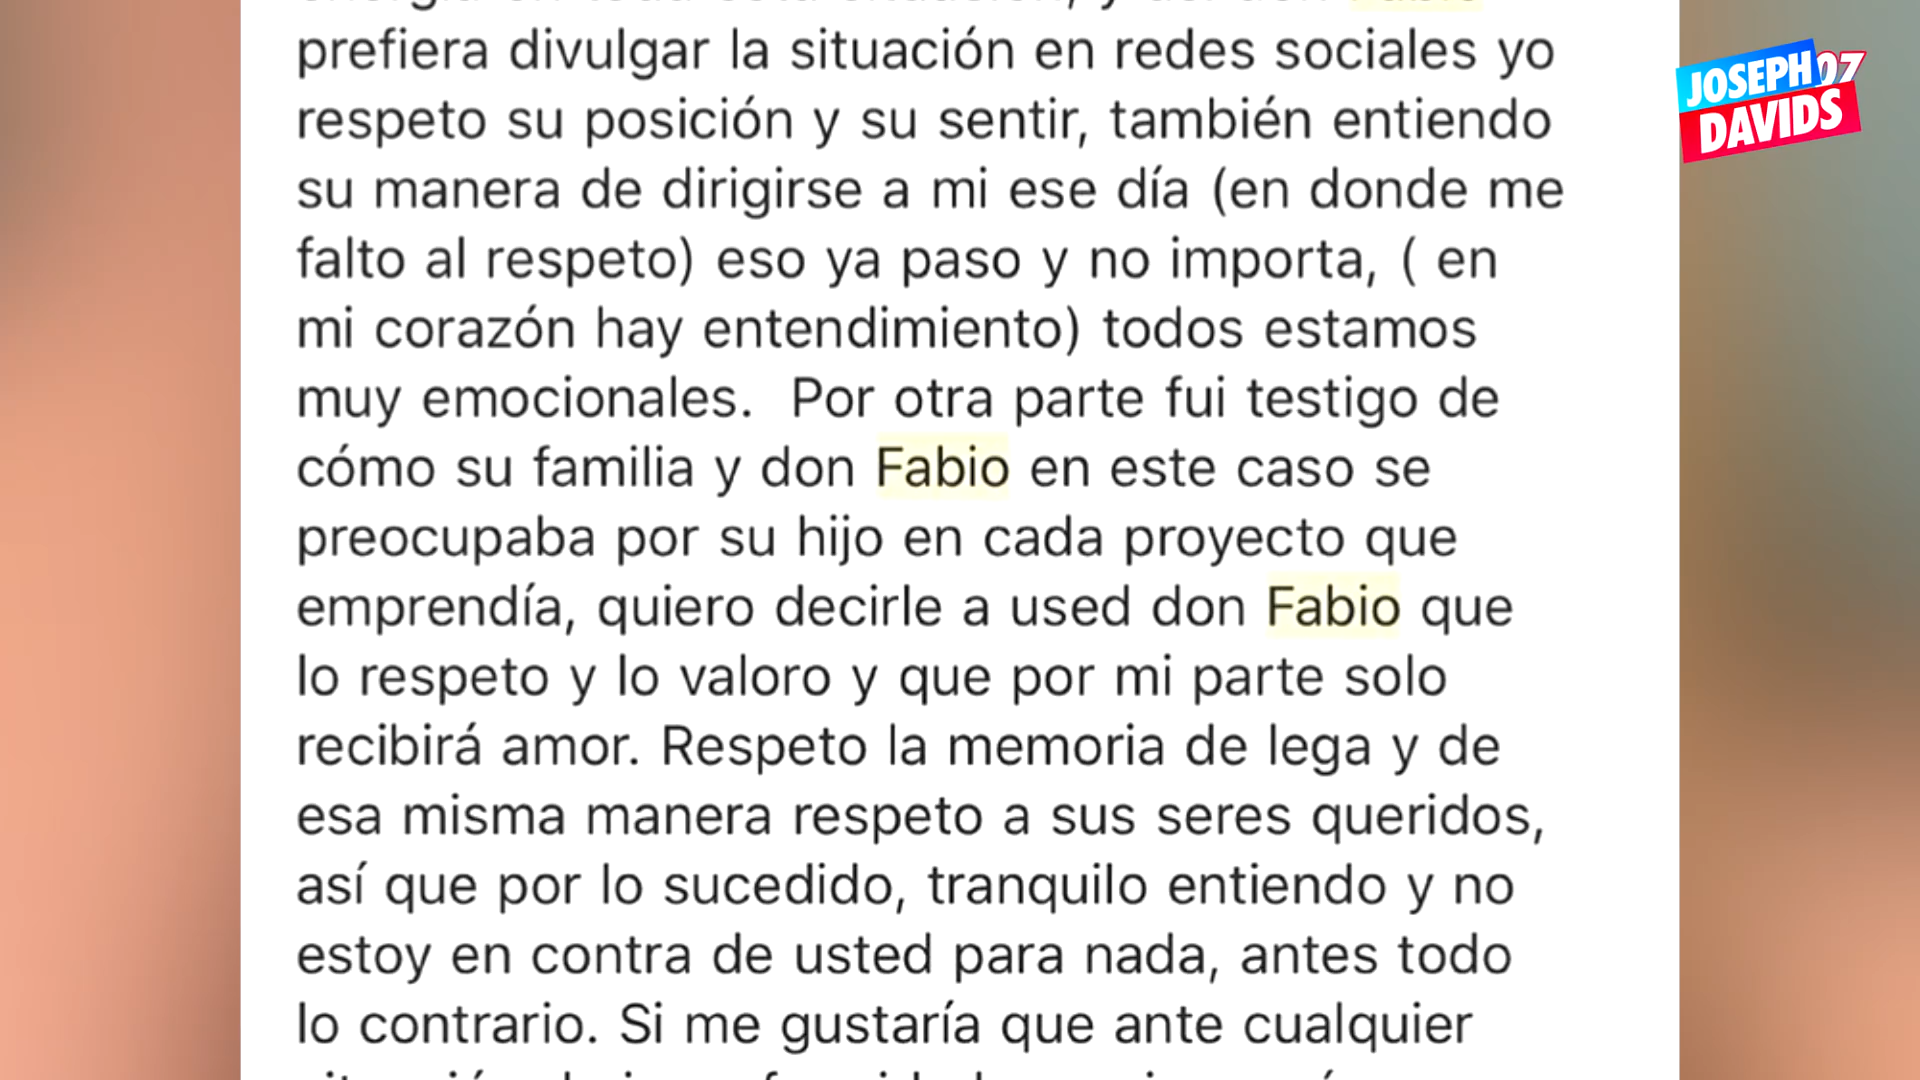 prefiera divulgar la situación en redes sociales yo
respeto su posición y su sentir, también entiendo
su manera de dirigirse a mi ese día (en donde me
falto al respeto) eso ya paso y no importa, ( en
mi corazón hay entendimiento) todos estamos
muy emocionales.  Por otra parte fui testigo de
cómo su familia y don Fabio en este caso se
preocupaba por su hijo en cada proyecto que
emprendía, quiero decirle a used don Fabio que
lo respeto y lo valoro y que por mi parte solo
recibirá amor. Respeto la memoria de lega y de
esa misma manera respeto a sus seres queridos,
así que por lo sucedido, tranquilo entiendo y no
estoy en contra de usted para nada, antes todo
lo contrario. Si me gustaría que ante cualquier
JOSEPH 07
DAVIDS